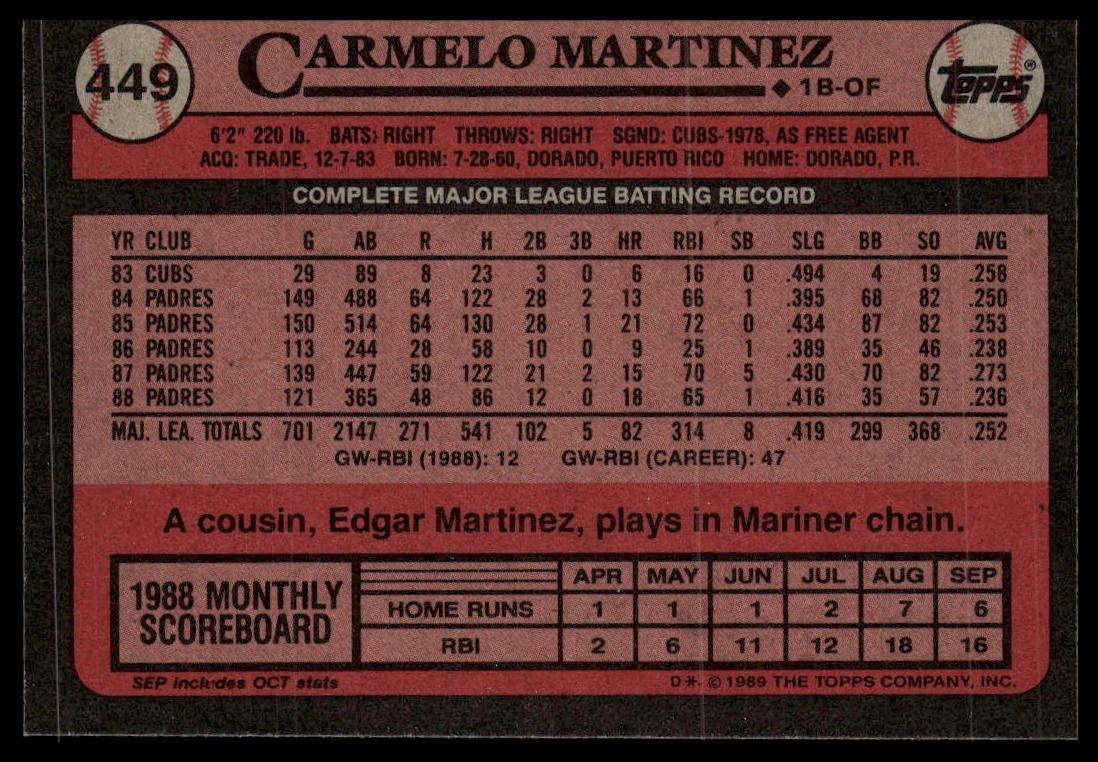 449
CARMELO MARTINEZ
◆ 1B-OF
TOPPS®
6'2" 220 lb. BATS: RIGHT THROWS: RIGHT SGND: CUBS-1978, AS FREE AGENT
ACQ: TRADE, 12-7-83 BORN: 7-28-60, DORADO, PUERTO RICO HOME: DORADO, P.R.
COMPLETE MAJOR LEAGUE BATTING RECORD
YR CLUB G AB R H 2B 3B HR RBI SB SLG BB SO AVG
83 CUBS 29 89 8 23 3 0 6 16 0 .494 4 19 .258
84 PADRES 149 488 64 122 28 2 13 66 1 .395 68 82 .250
85 PADRES 150 514 64 130 28 1 21 72 0 .434 87 82 .253
86 PADRES 113 244 28 58 10 0 9 25 1 .389 35 46 .238
87 PADRES 139 447 59 122 21 2 15 70 5 .430 70 82 .273
88 PADRES 121 365 48 86 12 0 18 65 1 .416 35 57 .236
MAJ. LEA. TOTALS 701 2147 271 541 102 5 82 314 8 .419 299 368 .252
GW-RBI (1988): 12 GW-RBI (CAREER): 47
A cousin, Edgar Martinez, plays in Mariner chain.
1988 MONTHLY
SCOREBOARD
APR MAY JUN JUL AUG SEP
HOME RUNS 1 1 1 2 7 6
RBI 2 6 11 12 18 16
SEP includes OCT stats
D*. © 1989 THE TOPPS COMPANY, INC.